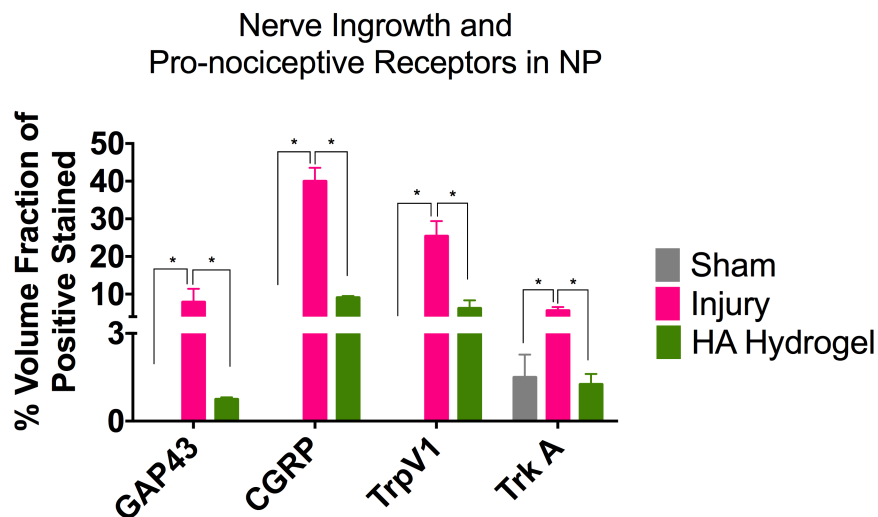 Nerve Ingrowth and
Pro-nociceptive Receptors in NP
% Volume Fraction of
Positive Stained
50
40
30
20
10
3
0
* *
* *
* *
* *
GAP43
CGRP
TrpV1
Trk A
Sham
Injury
HA Hydrogel